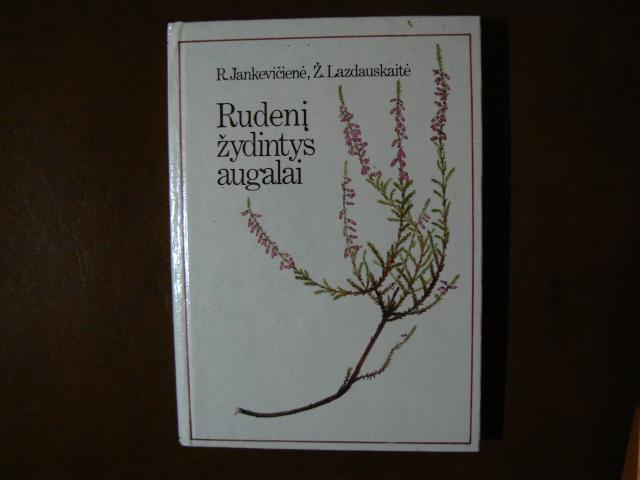 R. Jankevičienė, Ž. Lazdauskaitė
Rudenį
žydintys
augalai